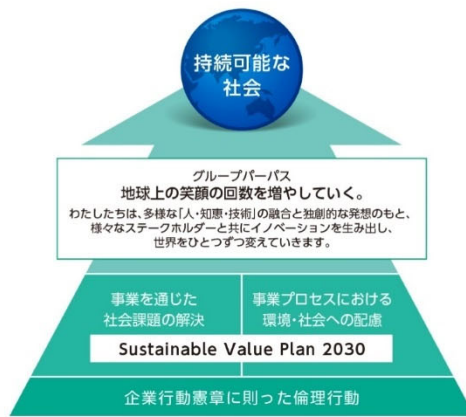 持続可能な
社会
グループパーパス
地球上の笑顔の回数を増やしていく。
わたしたちは、多様な「人・知恵・技術」の融合と独創的な発想のもと、
様々なステークホルダーと共にイノベーションを生み出し、
世界をひとつずつ変えていきます。
事業を通じた
社会課題の解決
事業プロセスにおける
環境・社会への配慮
Sustainable Value Plan 2030
企業行動憲章に則った倫理行動